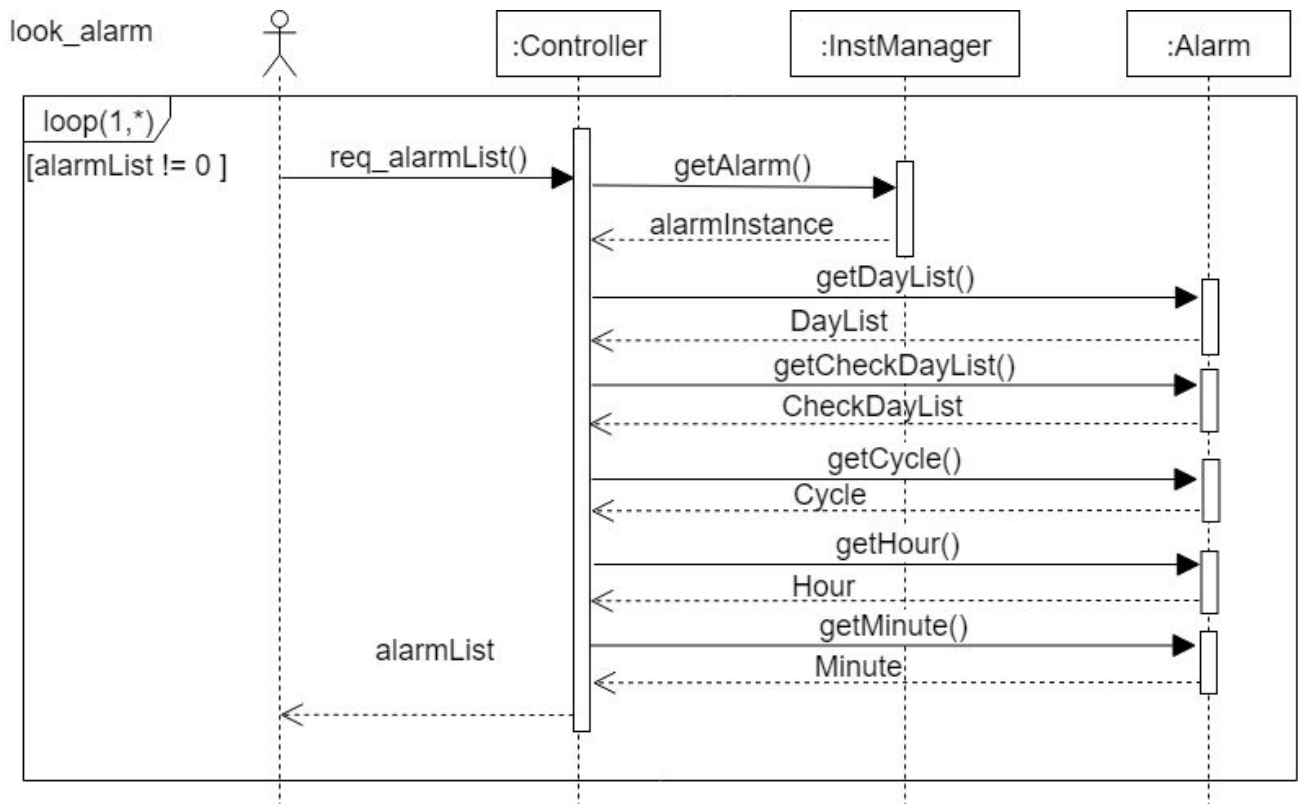 look_alarm
:Controller
:InstManager
:Alarm
loop(1,*)
[alarmList != 0 ]
req_alarmList()
getAlarm()
alarmInstance
getDayList()
DayList
getCheckDayList()
CheckDayList
getCycle()
Cycle
getHour()
Hour
getMinute()
alarmList
Minute